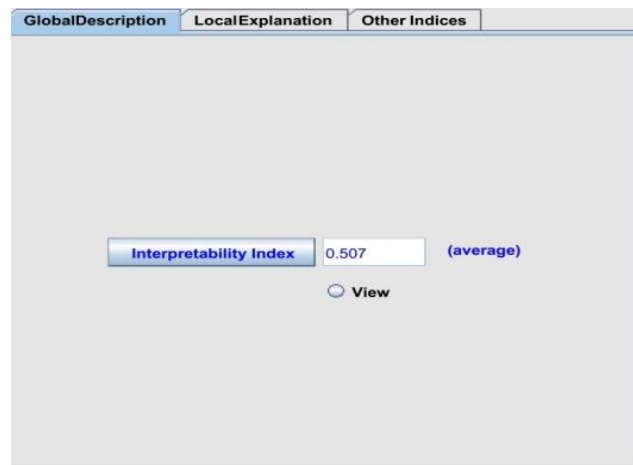 GlobalDescription LocalExplanation Other Indices
Interpretability Index 0.507 (average)
View